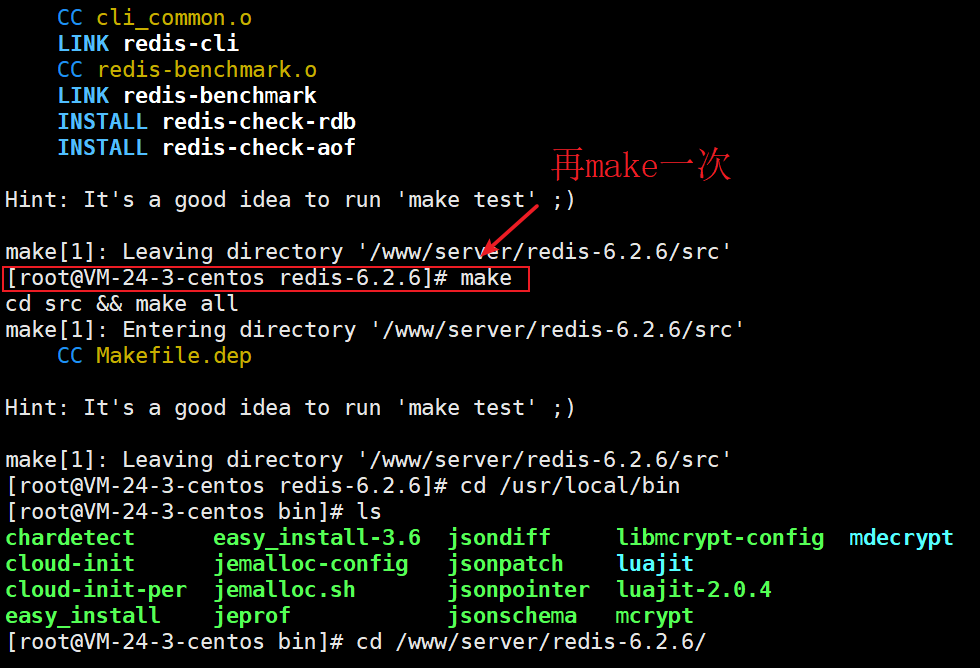 CC cli_common.o
LINK redis-cli
CC redis-benchmark.o
LINK redis-benchmark
INSTALL redis-check-rdb
INSTALL redis-check-aof
再make一次
Hint: It's a good idea to run 'make test' ;)
make[1]: Leaving directory '/www/server/redis-6.2.6/src'
[root@VM-24-3-centos redis-6.2.6]# make
cd src && make all
make[1]: Entering directory '/www/server/redis-6.2.6/src'
CC Makefile.dep
Hint: It's a good idea to run 'make test' ;)
make[1]: Leaving directory '/www/server/redis-6.2.6/src'
[root@VM-24-3-centos redis-6.2.6]# cd /usr/local/bin
[root@VM-24-3-centos bin]# ls
chardetect easy_install-3.6 jsondiff libmcrypt-config mdecrypt
cloud-init jemalloc-config jsonpatch luajit
cloud-init-per jemalloc.sh jsonpointer luajit-2.0.4
easy_install jeprof jsonschema mcrypt
[root@VM-24-3-centos bin]# cd /www/server/redis-6.2.6/